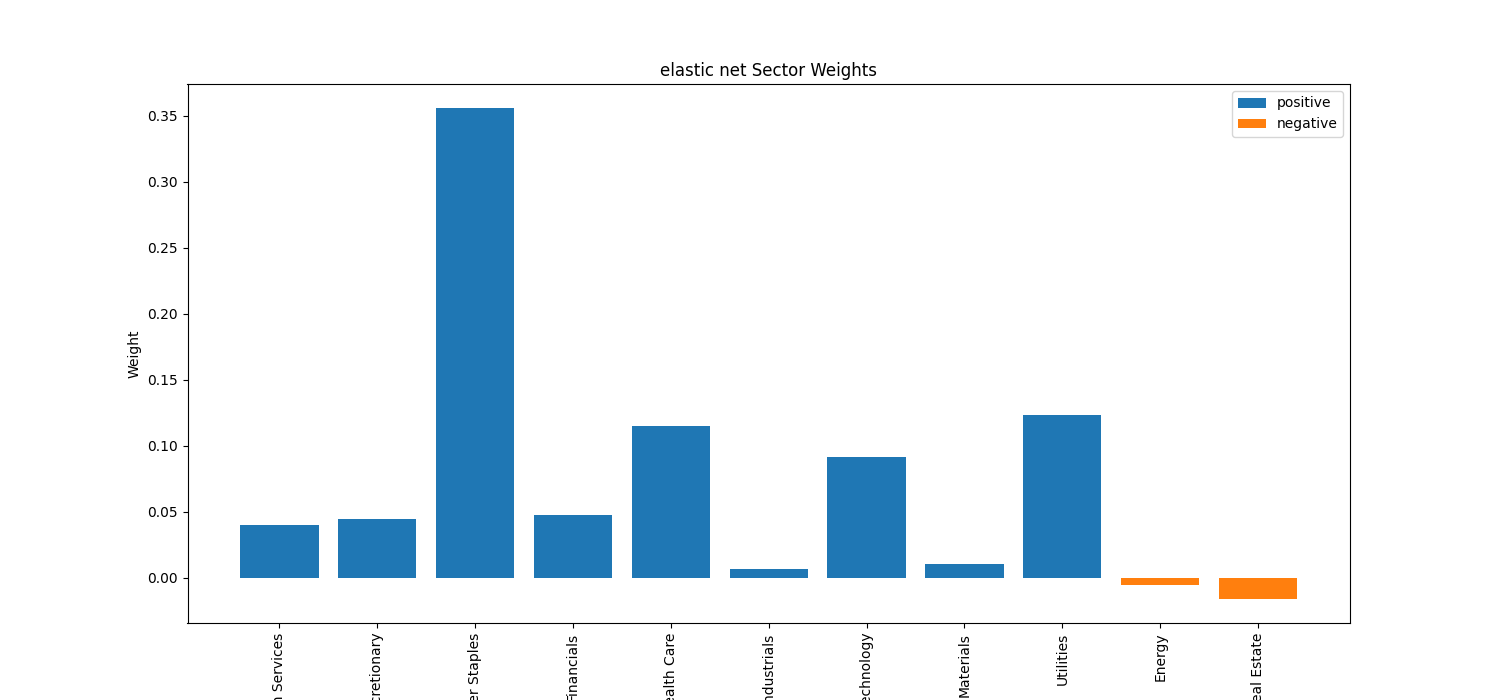 elastic net Sector Weights
positive
negative
0.35
0.30
0.25
0.20
0.15
0.10
0.05
0.00
Weight
Services
cretionary
er Staples
Financials
ealth Care
ndustrials
echnology
Materials
Utilities
Energy
eal Estate